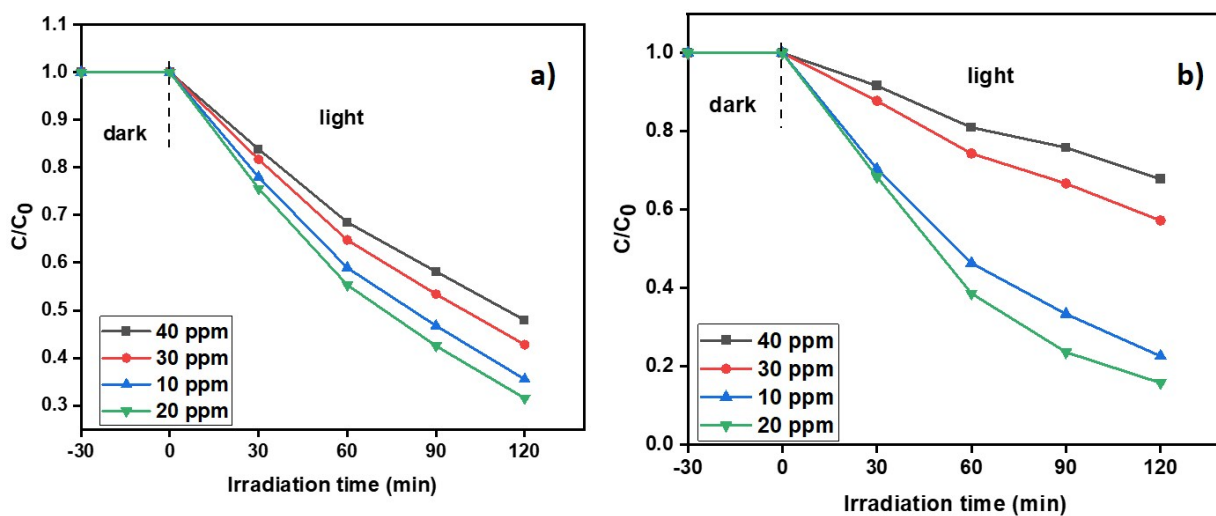 1.1
1.0
0.9
0.8
0.7
0.6
0.5
0.4
0.3
C/C0
a)
dark
light
40 ppm
30 ppm
10 ppm
20 ppm
-30 0 30 60 90 120
Irradiation time (min)
1.0
0.8
0.6
0.4
0.2
0.0
C/C0
b)
light
dark
40 ppm
30 ppm
10 ppm
20 ppm
-30 0 30 60 90 120
Irradiation time (min)